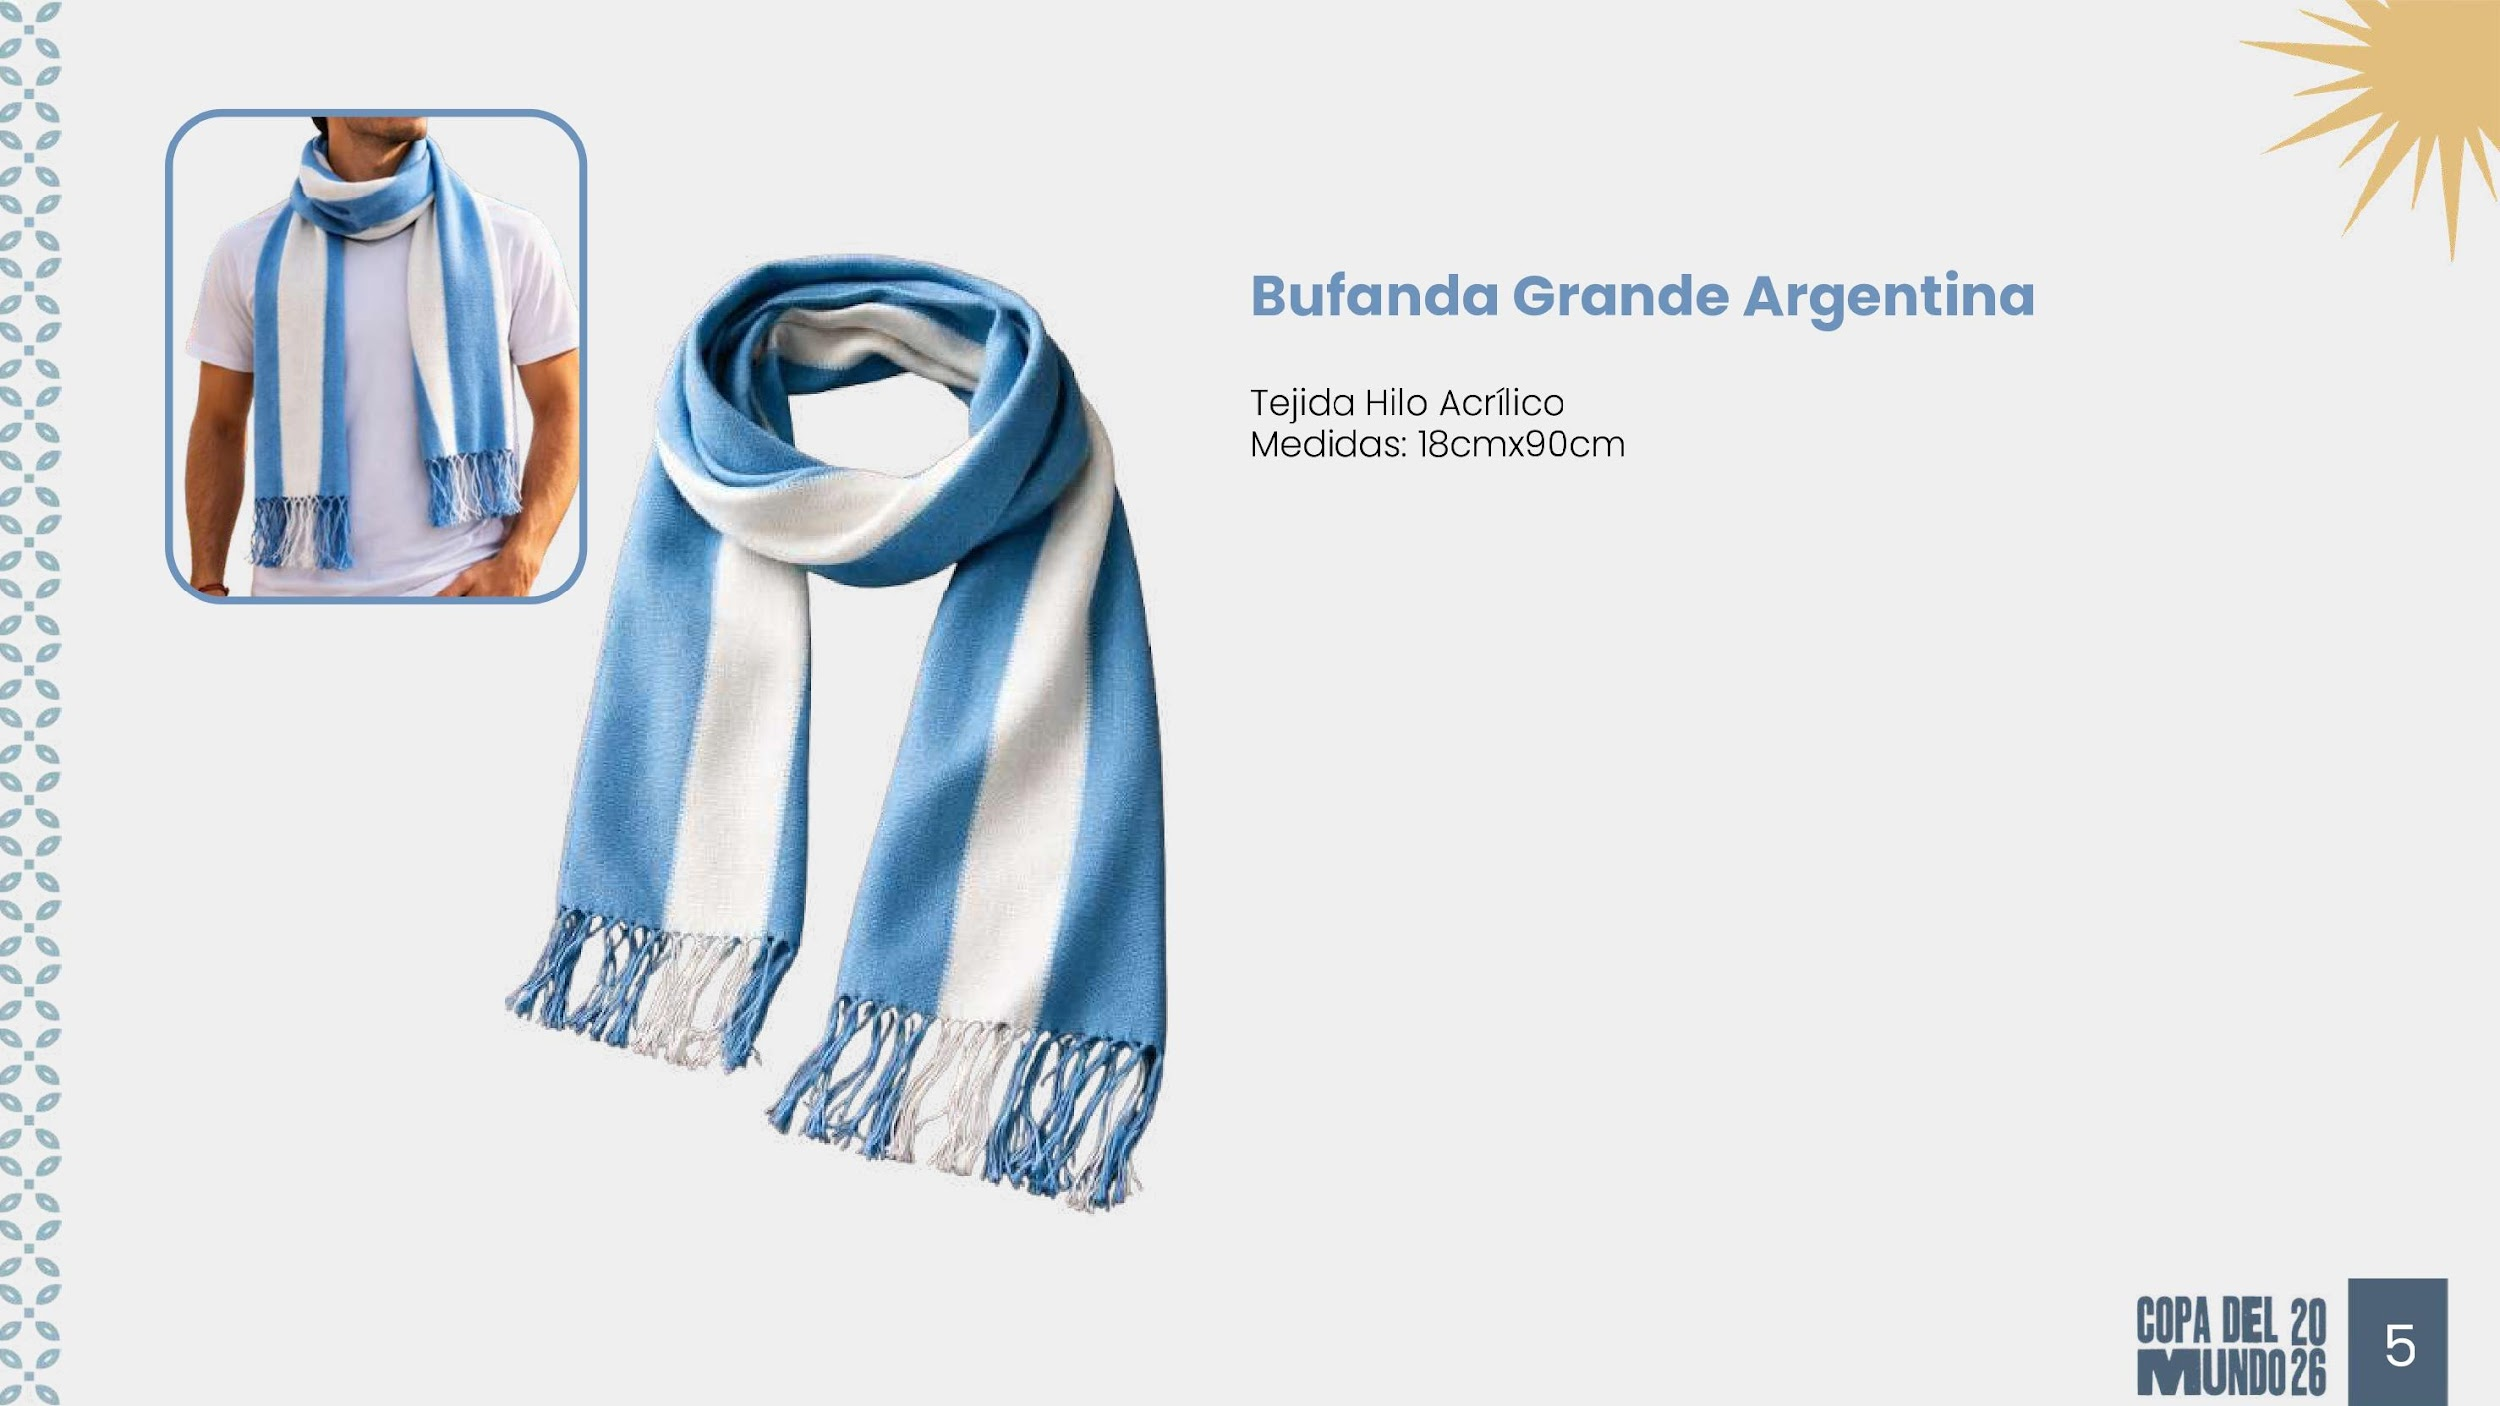 Bufanda Grande Argentina
Tejida Hilo Acrílico
Medidas: 18cmx90cm
COPA DEL 20
MUNDO 26
5